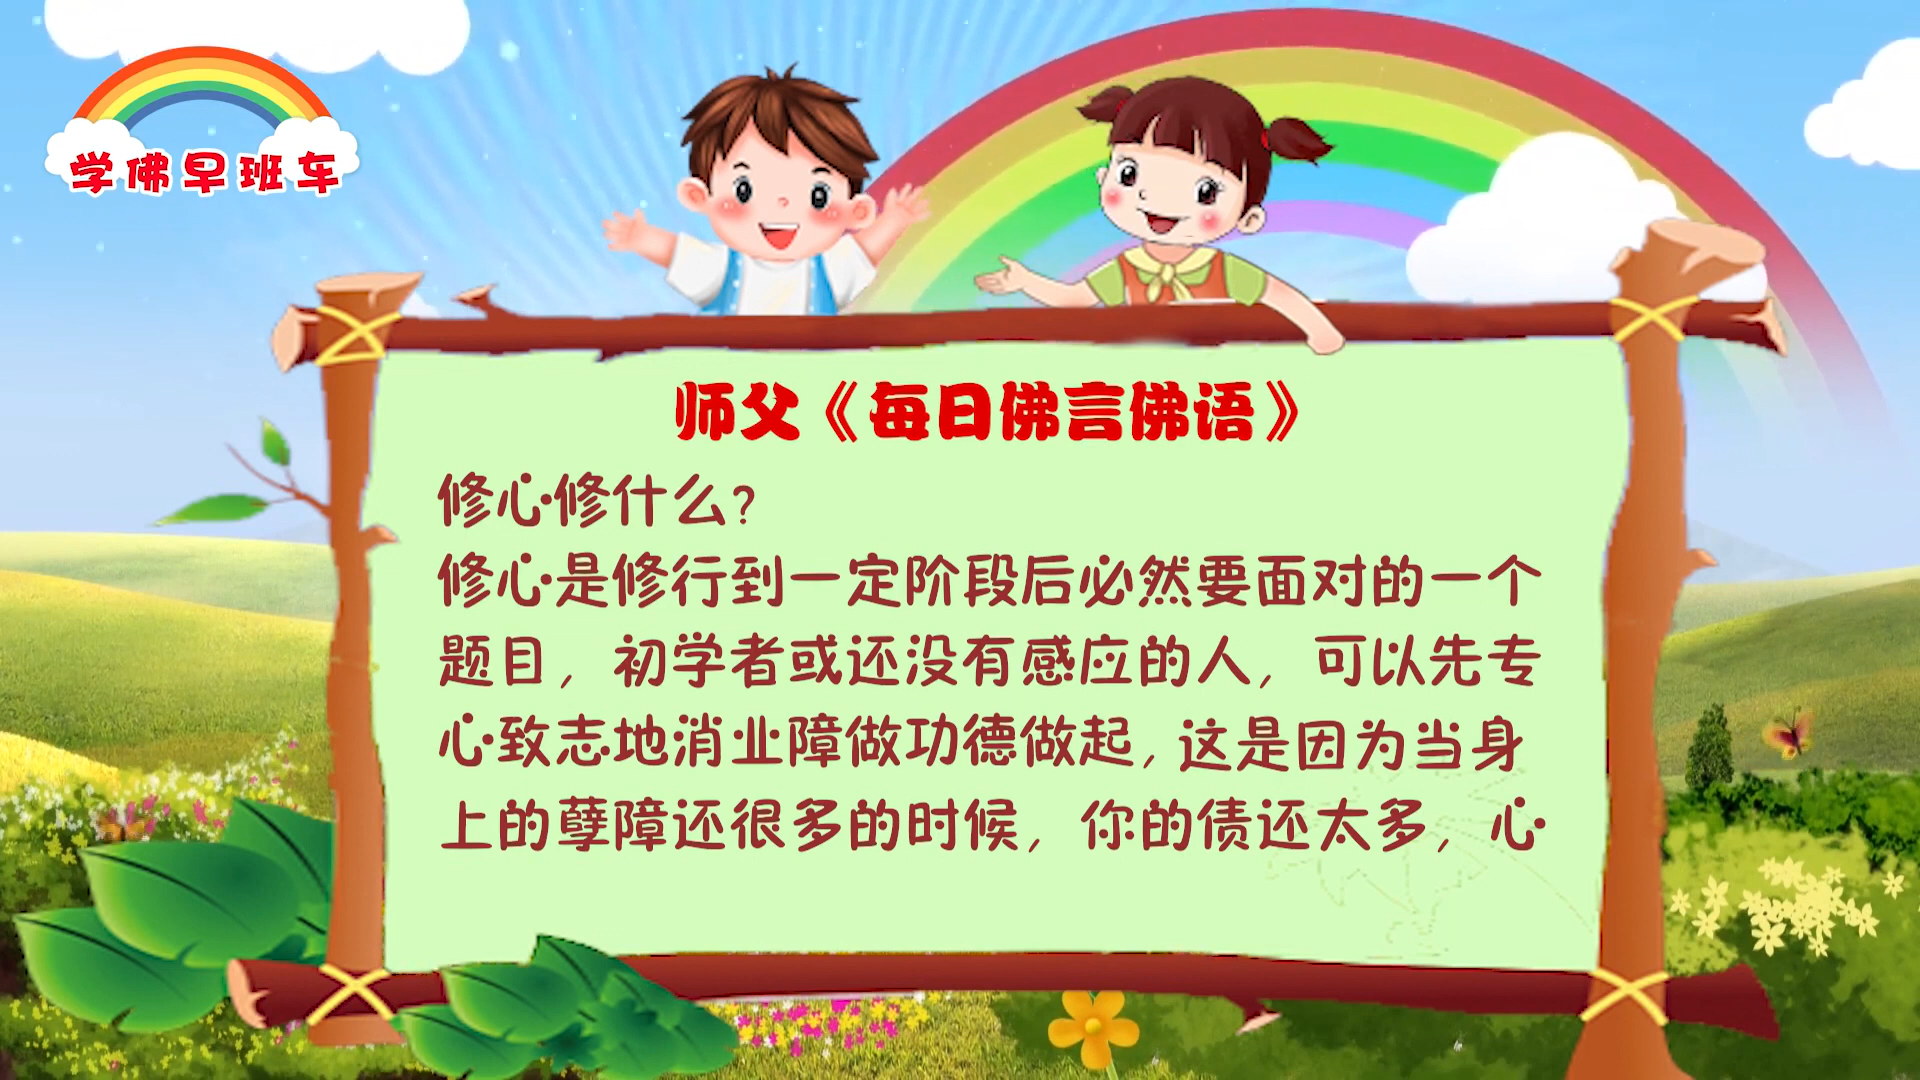 学佛早班车
师父《每日佛言佛语》
修心修什么?
修心是修行到一定阶段后必然要面对的一个
题目，初学者或还没有感应的人，可以先专
心致志地消业障做功德做起，这是因为当身
上的孽障还很多的时候，你的债还太多，心